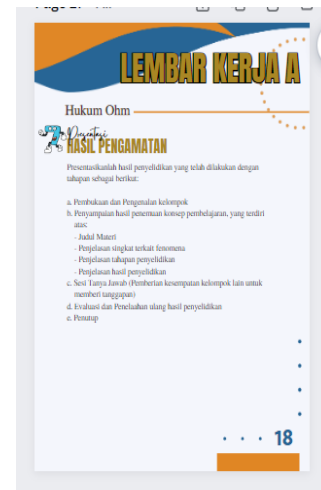 LEMBAR KERJA A
Hukum Ohm
Presentasi
HASIL PENGAMATAN
Presentasikanlah hasil penyelidikan yang telah dilakukan dengan
tahapan sebagai berikut:
a. Pembukaan dan Pengenalan kelompok
b. Penyampaian hasil penemuan konsep pembelajaran, yang terdiri
atas;
- Judul Materi
- Penjelasan singkat terkait fenomena
- Penjelasan tahapan penyelidikan
- Penjelasan hasil penyelidikan
c. Sesi Tanya Jawab (Pemberian kesempatan kelompok lain untuk
memberi tanggapan)
d. Evaluasi dan Penelaahan ulang hasil penyelidikan
e. Penutup
18